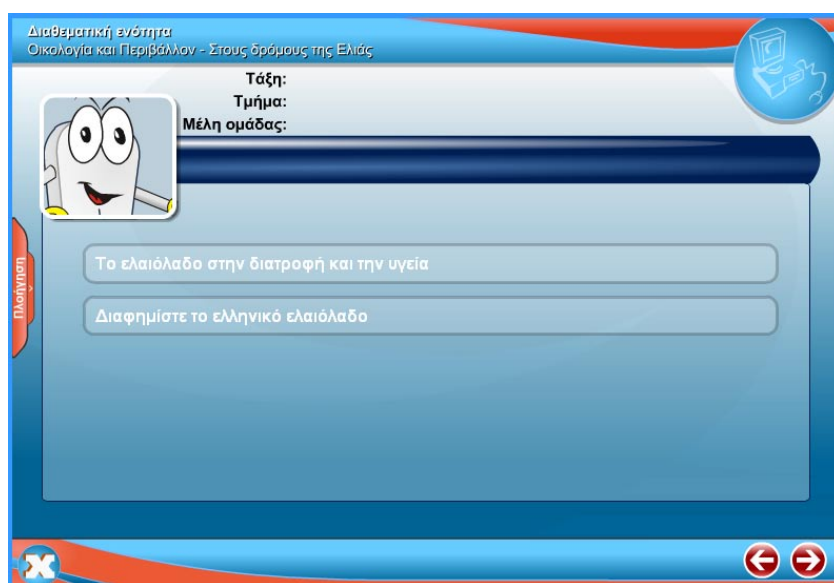 Διαθεματική ενότητα
Οικολογία και Περιβάλλον - Στους δρόμους της Ελιάς
Τάξη:
Τμήμα:
Μέλη ομάδας:
Πλοήγηση
Το ελαιόλαδο στην διατροφή και την υγεία
Διαφημίστε το ελληνικό ελαιόλαδο